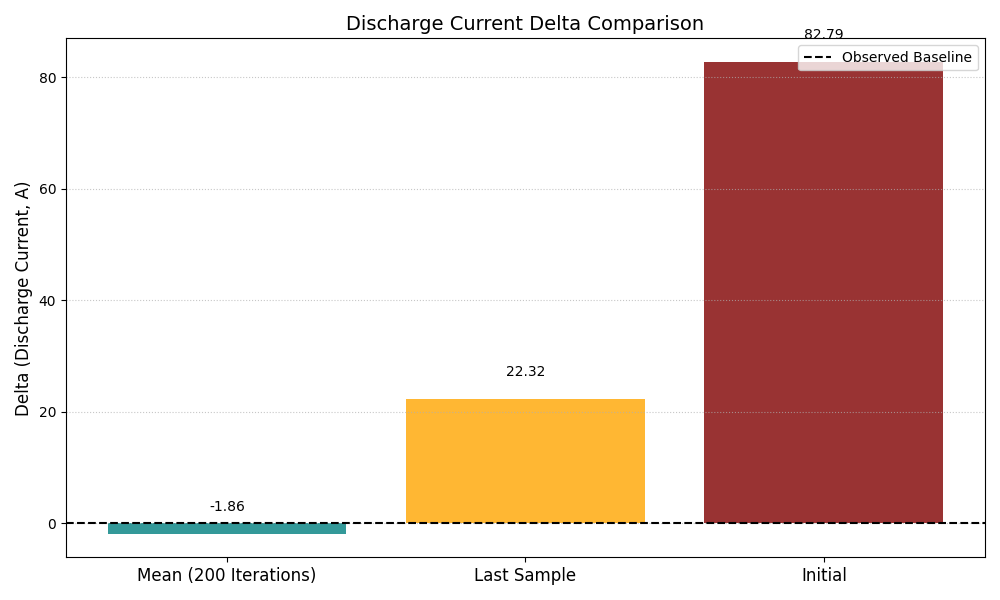 Discharge Current Delta Comparison
82.79
Observed Baseline
80
60
Delta (Discharge Current, A)
40
22.32
20
-1.86
0
Mean (200 Iterations)
Last Sample
Initial